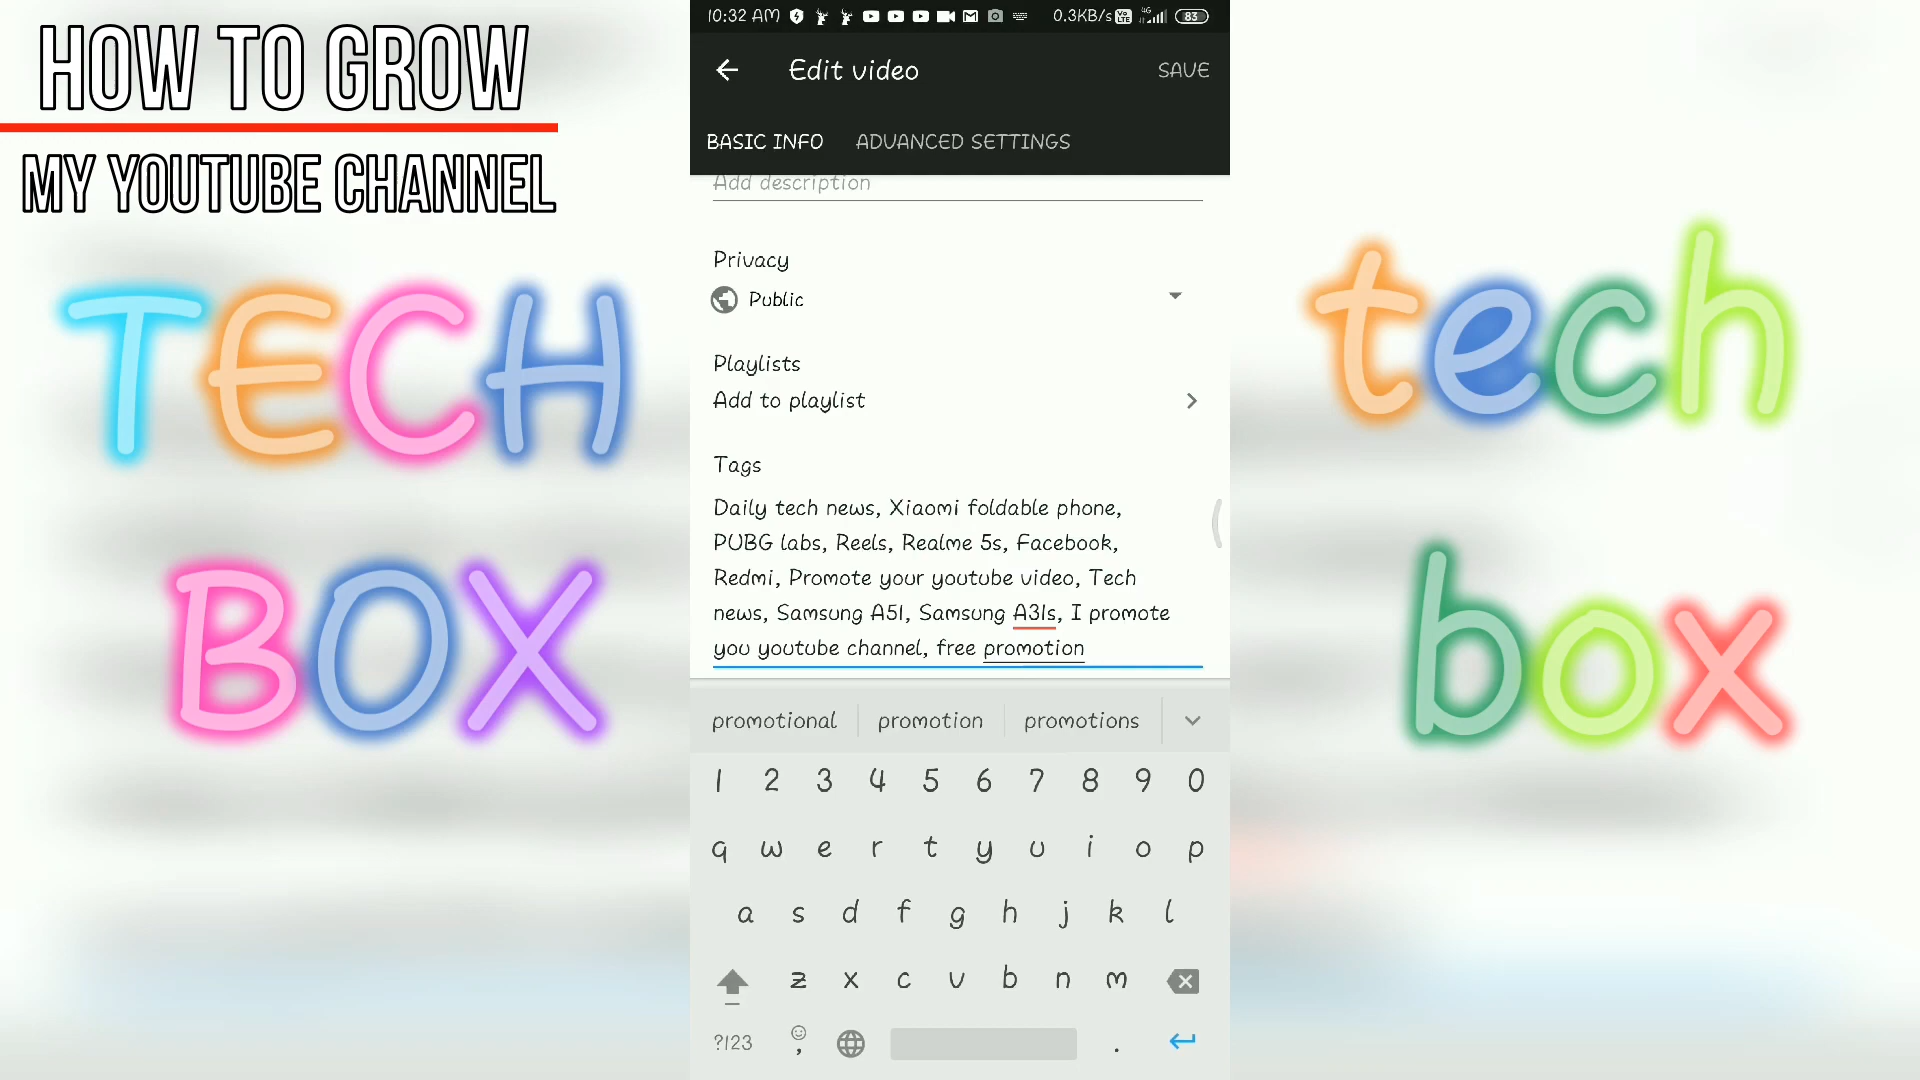 HOW TO GROW
MY YOUTUBE CHANNEL
TECH
BOX
tech
box
10:32 AM 0.3KB/s Vo LTE 4G 83
Edit video SAVE
BASIC INFO ADVANCED SETTINGS
Add description
Privacy
Public
Playlists
Add to playlist
Tags
Daily tech news, Xiaomi foldable phone,
PUBG labs, Reels, Realme 5s, Facebook,
Redmi, Promote your youtube video, Tech
news, Samsung A51, Samsung A31s, I promote
you youtube channel, free promotion
promotional promotion promotions
1 2 3 4 5 6 7 8 9 0
q w e r t y u i o p
a s d f g h j k l
z x c v b n m
?123 , .